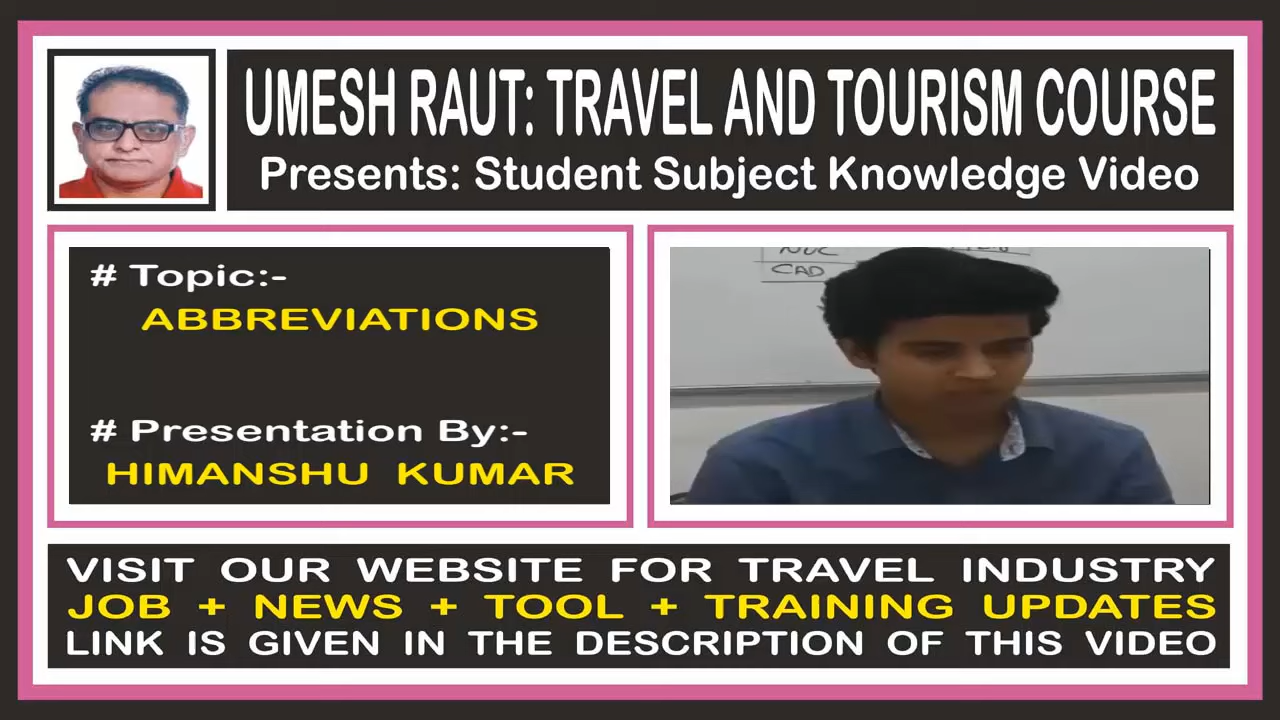 UMESH RAUT: TRAVEL AND TOURISM COURSE
Presents: Student Subject Knowledge Video
# Topic:-
ABBREVIATIONS
# Presentation By:-
HIMANSHU KUMAR
CAD
VISIT OUR WEBSITE FOR TRAVEL INDUSTRY
JOB + NEWS + TOOL + TRAINING UPDATES
LINK IS GIVEN IN THE DESCRIPTION OF THIS VIDEO